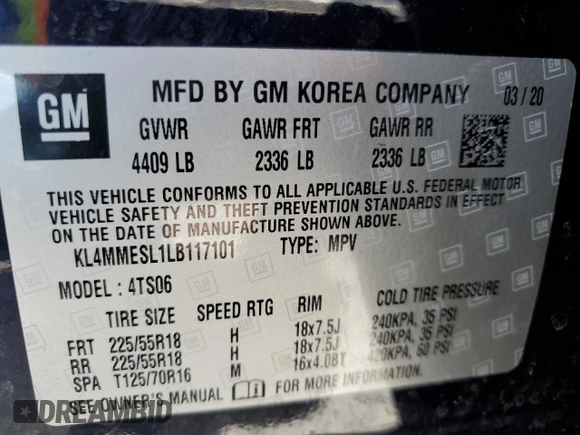 GM
MFD BY GM KOREA COMPANY 03/20
GVWR GAWR FRT GAWR RR
4409 LB 2336 LB 2336 LB
THIS VEHICLE CONFORMS TO ALL APPLICABLE U.S. FEDERAL MOTOR
VEHICLE SAFETY AND THEFT PREVENTION STANDARDS IN EFFECT
ON THE DATE OF MANUFACTURE SHOWN ABOVE.
KL4MMESL1LB117101 TYPE: MPV
MODEL: 4TS06
TIRE SIZE SPEED RTG RIM COLD TIRE PRESSURE
FRT 225/55R18 H 18x7.5J 240KPA, 35 PSI
RR 225/55R18 H 18x7.5J 240KPA, 35 PSI
SPA T125/70R16 M 16x4.0BT 420KPA, 60 PSI
SEE OWNER'S MANUAL FOR MORE INFORMATION.
DREAMBID